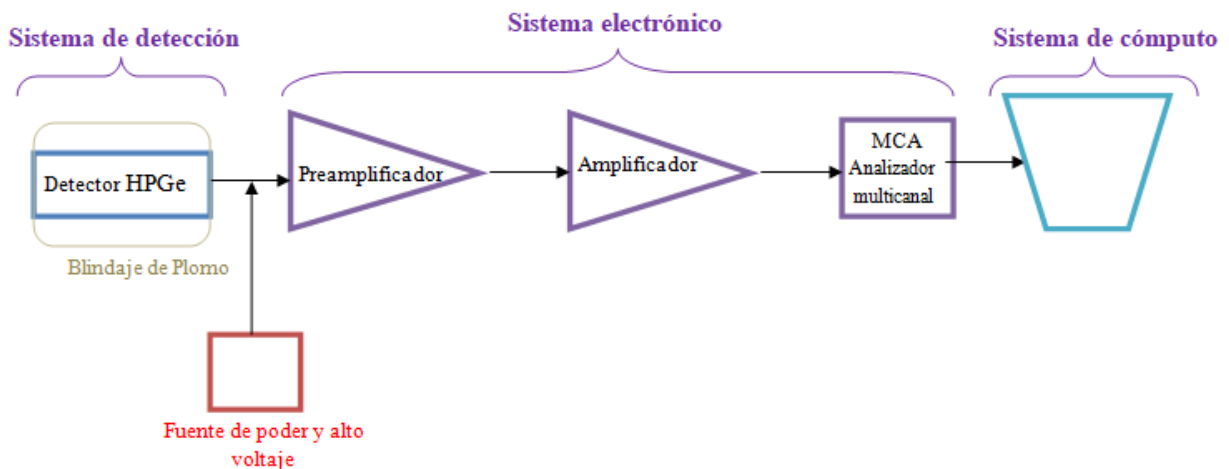 Sistema de detección
Sistema electrónico
Sistema de cómputo
Detector HPGe
Preamplificador
Amplificador
MCA
Analizador
multicanal
Blindaje de Plomo
Fuente de poder y alto
voltaje